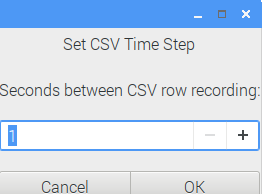 Set CSV Time Step
Seconds between CSV row recording:
1
Cancel OK